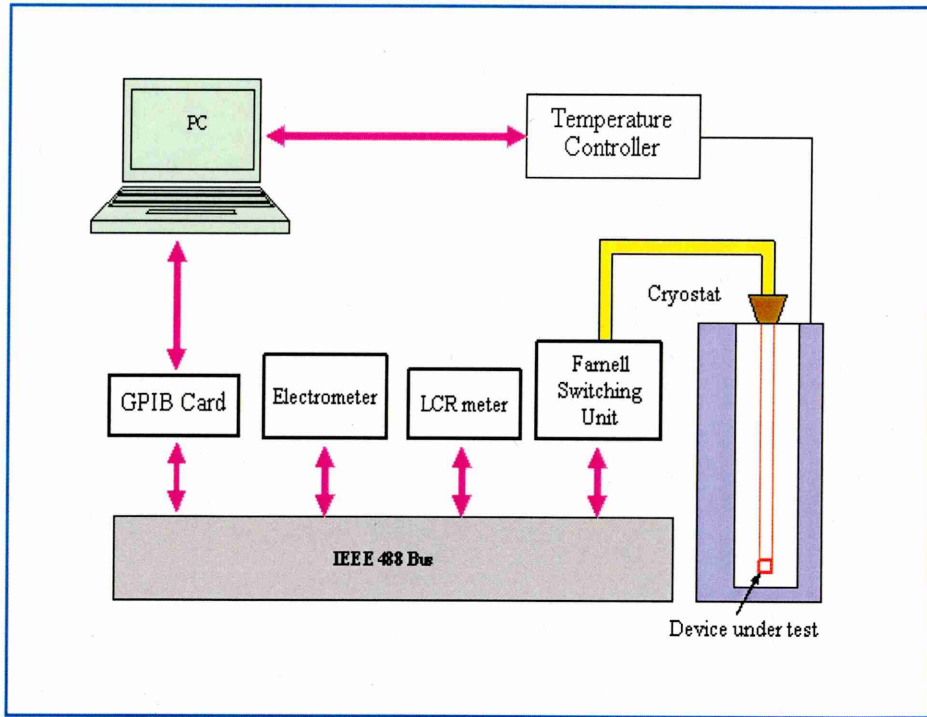 PC
Temperature
Controller
Cryostat
GPIB Card
Electrometer
LCR meter
Farnell
Switching
Unit
IEEE 488 Bus
Device under test